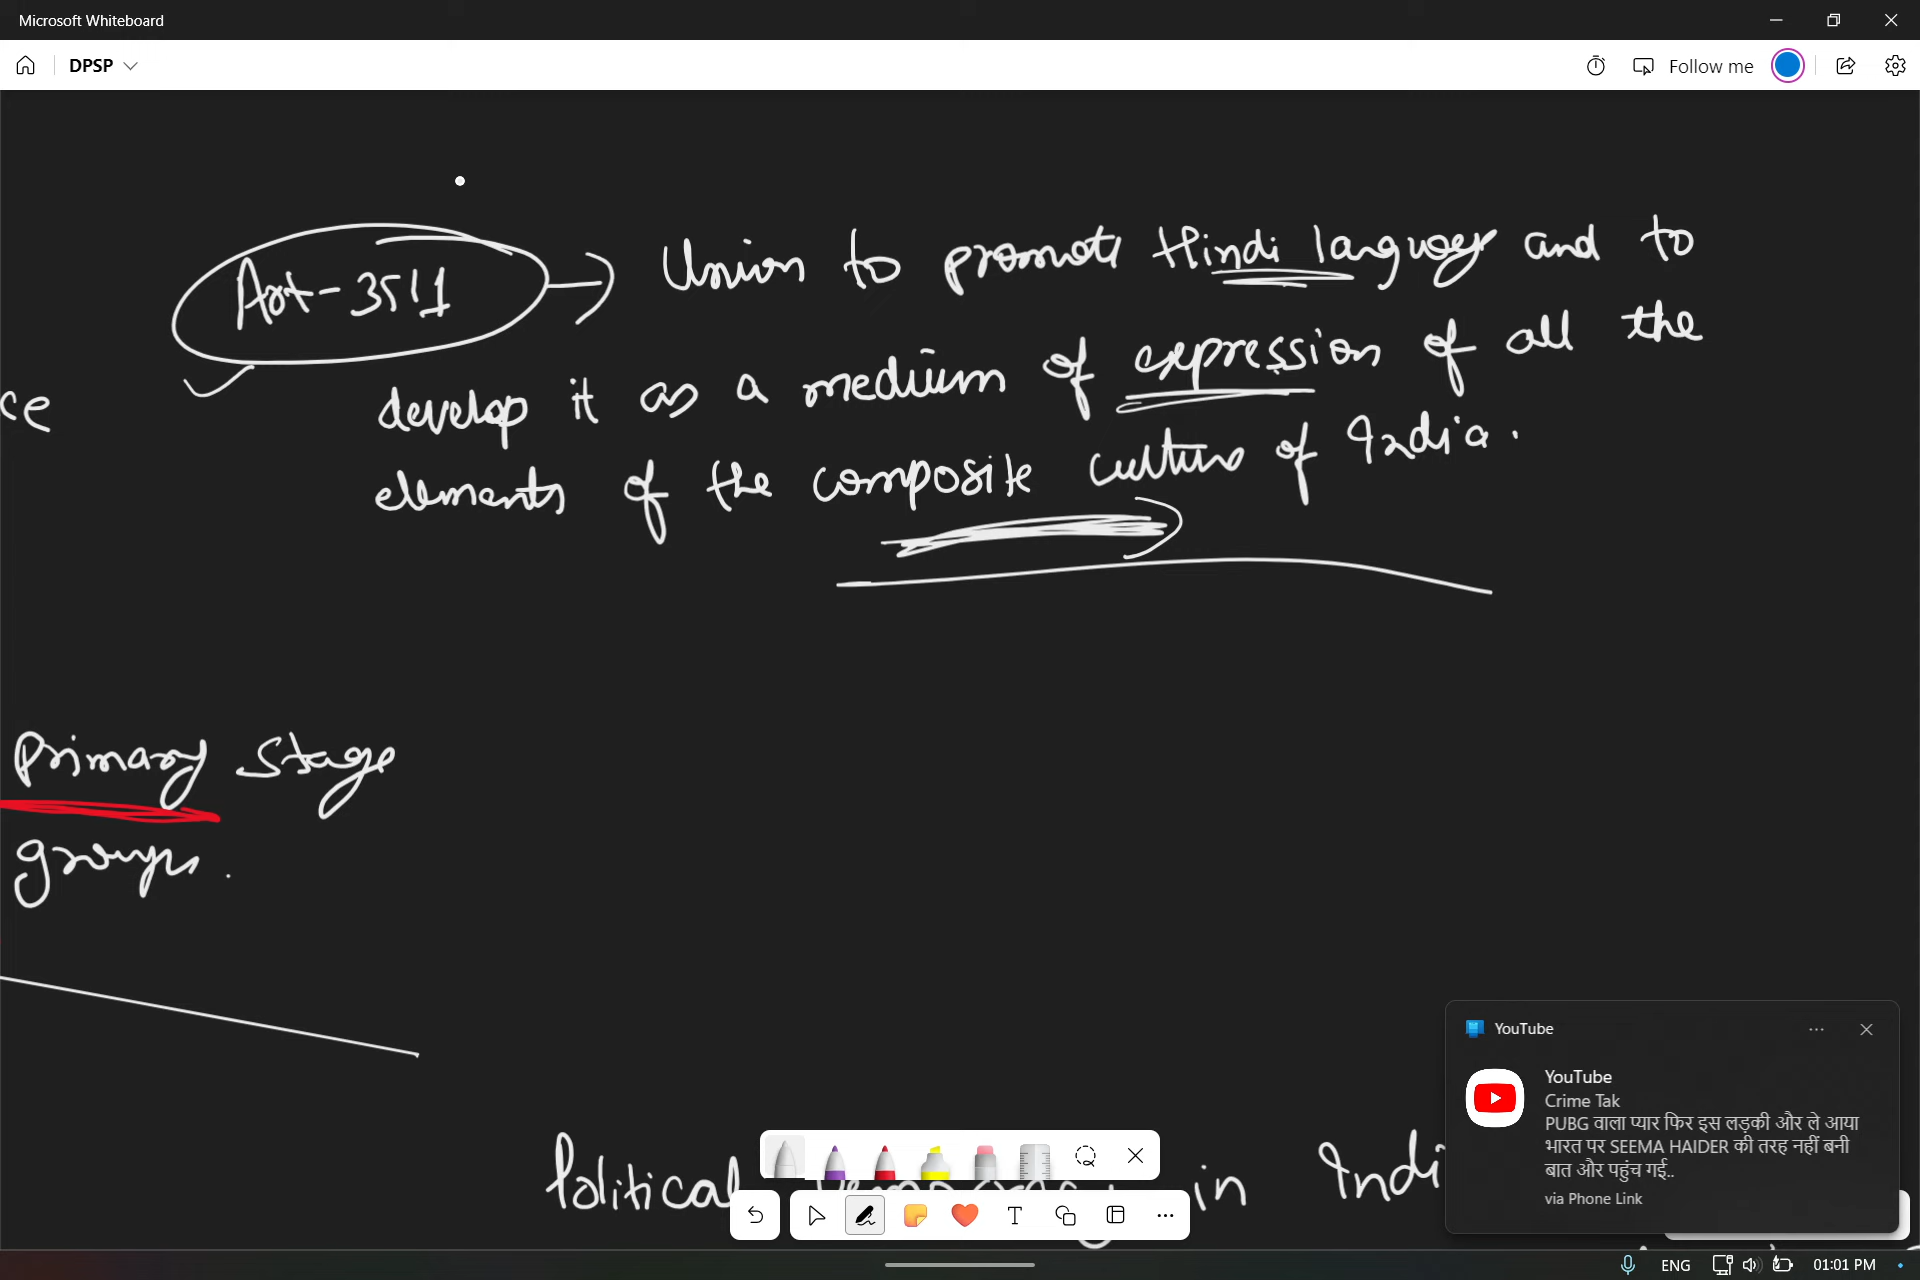 Microsoft Whiteboard
DPSP
Follow me
Art-351 → Union to promote Hindi language and to
develop it as a medium of expression of all the
elements of the composite culture of India.
ce
Primary Stage
groups.
Political in Indi
YouTube
YouTube
Crime Tak
PUBG वाला प्यार फिर इस लड़की और ले आया
भारत पर SEEMA HAIDER की तरह नहीं बनी
बात और पहुंच गई..
via Phone Link
ENG 01:01 PM